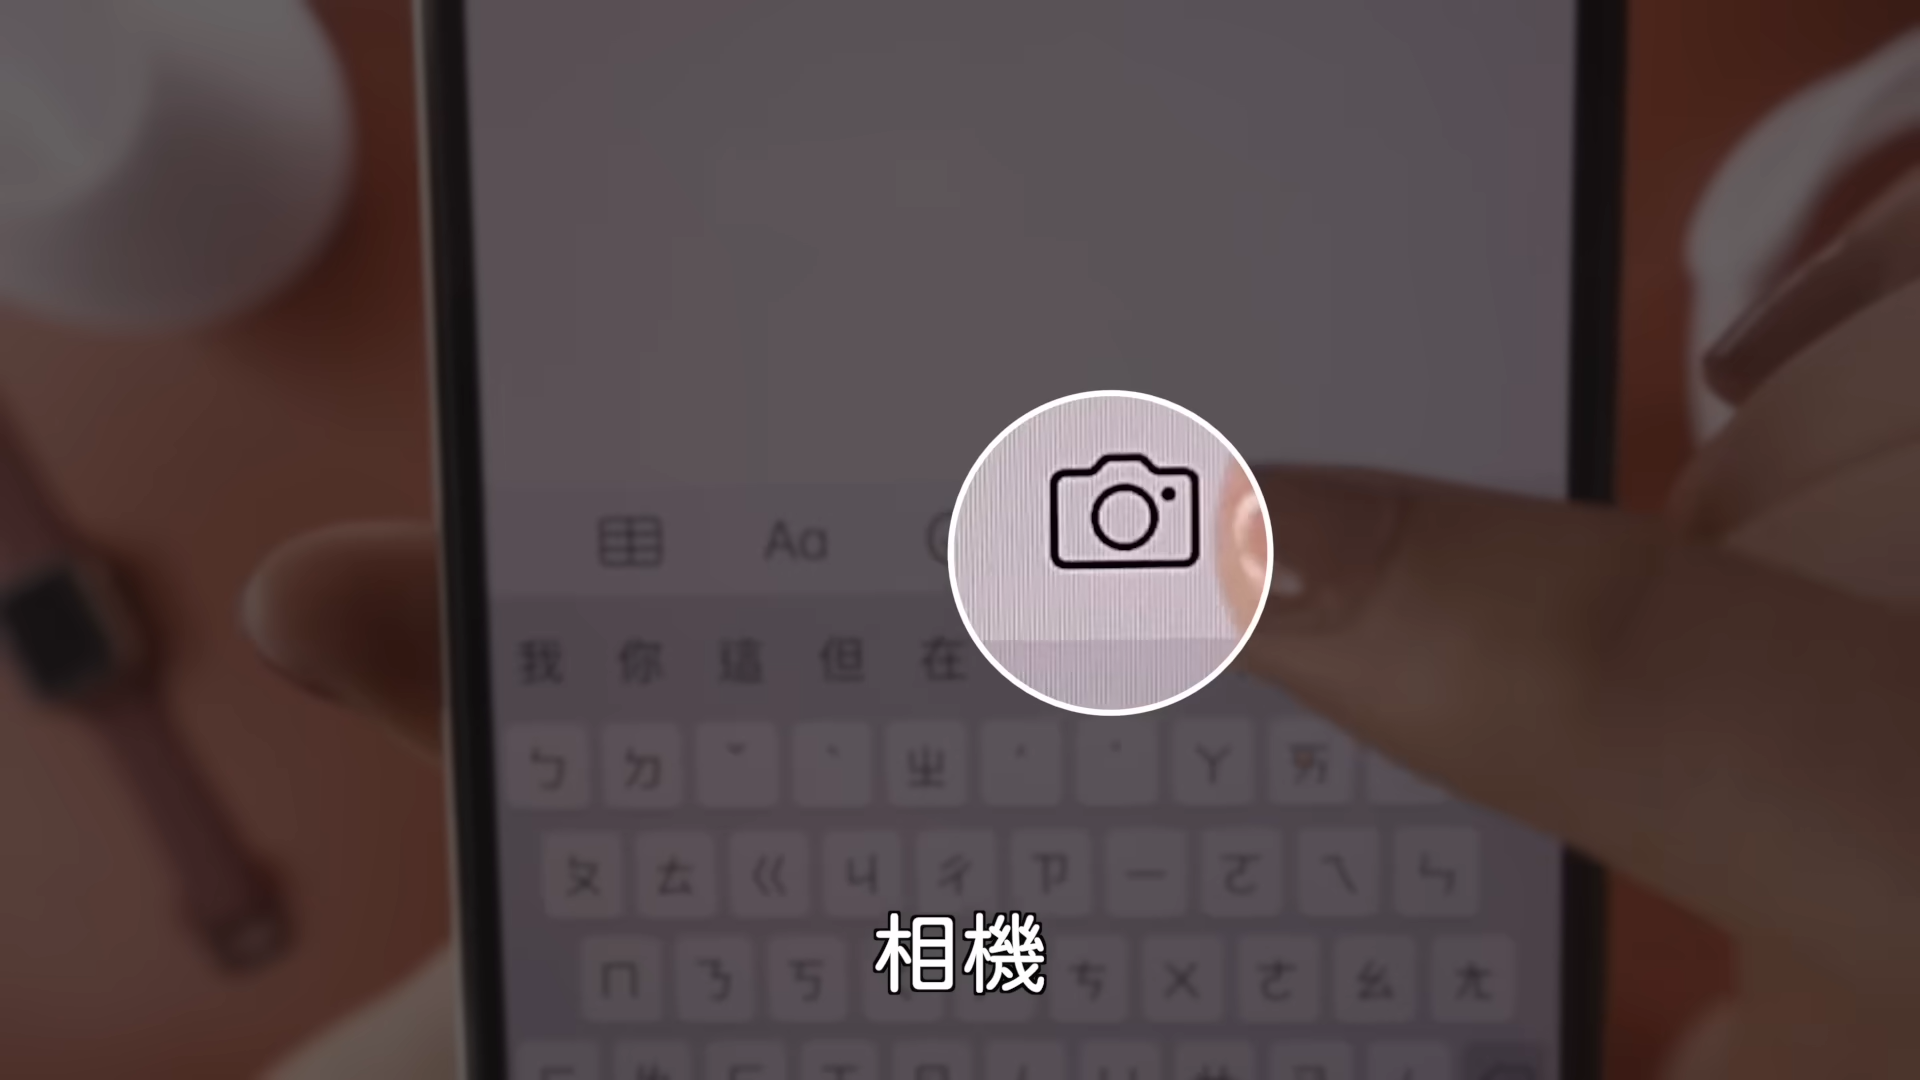 Aa
我 你 這 但 在
ㄅ ㄉ ˇ ˋ ㄓ ˊ ˙ ㄚ ㄞ
ㄆ ㄊ ㄍ ㄐ ㄔ ㄗ ㄧ ㄛ ㄟ ㄣ
ㄇ ㄋ ㄎ ㄘ ㄨ ㄜ ㄠ ㄤ
相機